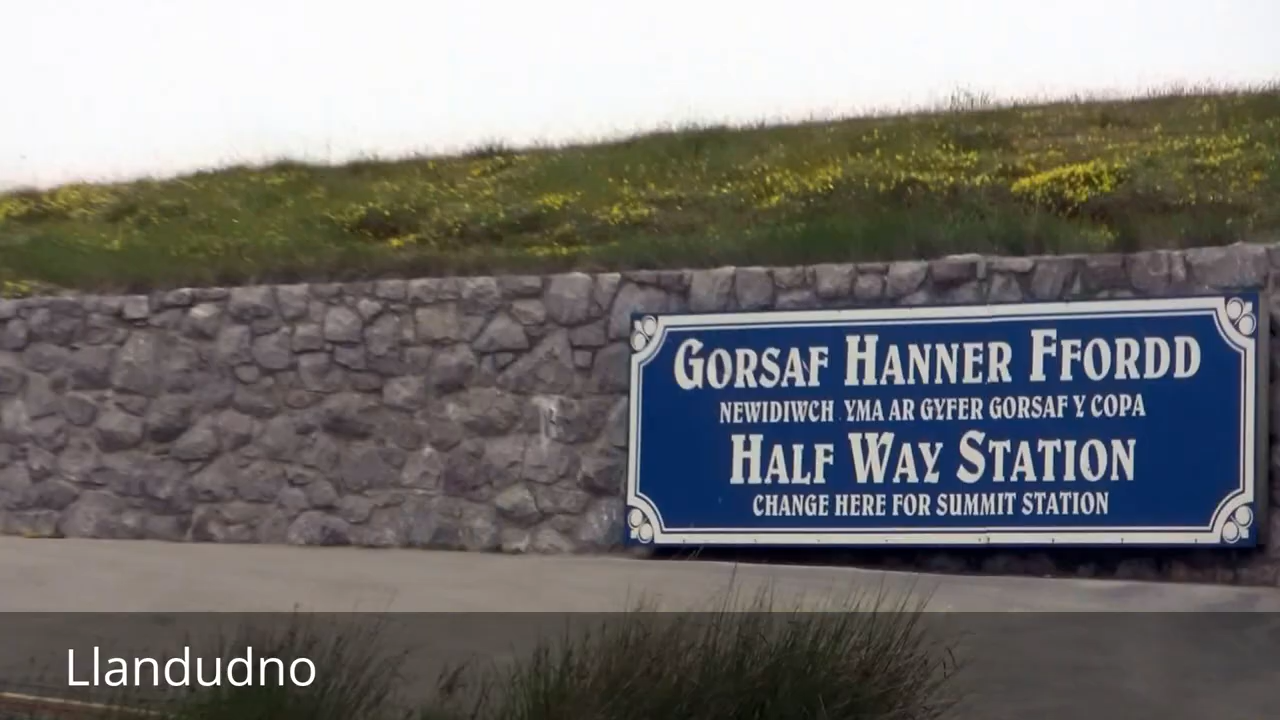 GORSAF HANNER FFORDD
NEWIDIWCH YMA AR GYFER GORSAF Y COPA
HALF WAY STATION
CHANGE HERE FOR SUMMIT STATION
Llandudno